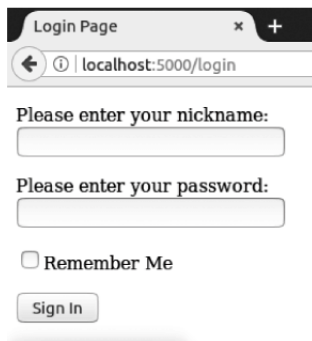 Login Page × +
localhost:5000/login
Please enter your nickname:
Please enter your password:
Remember Me
Sign In